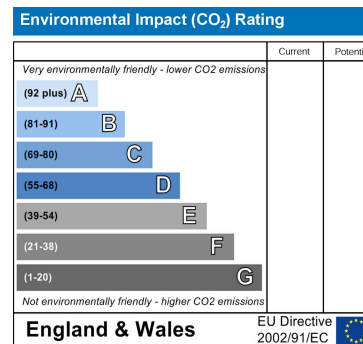 Environmental Impact (CO₂) Rating
Current Potenti
Very environmentally friendly - lower CO2 emissions
(92 plus) A
(81-91) B
(69-80) C
(55-68) D
(39-54) E
(21-38) F
(1-20) G
Not environmentally friendly - higher CO2 emissions
England & Wales
EU Directive
2002/91/EC